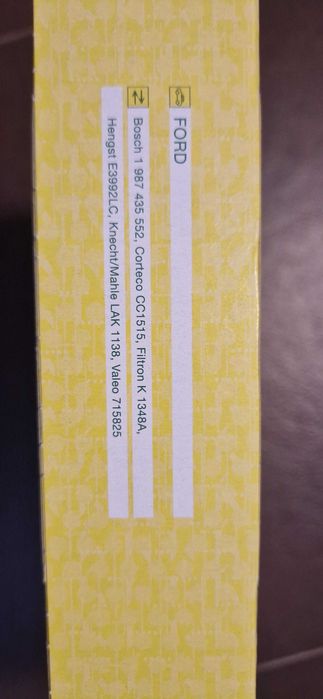 FORD
Bosch 1 987 435 552, Corteco CC1515, Filtron K 1348A,
Hengst E3992LC, Knecht/Mahle LAK 1138, Valeo 715825